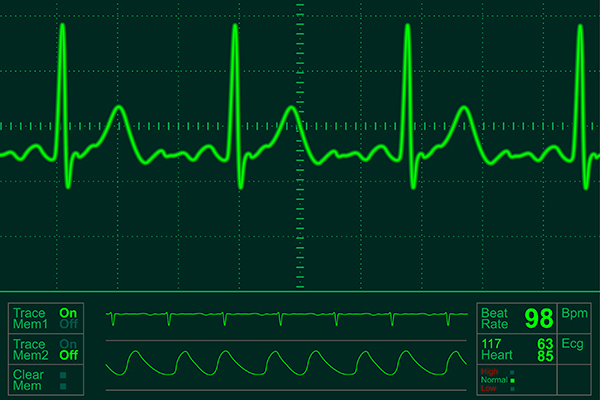 Trace On
Mem1 Off
Trace On
Mem2 Off
Clear
Mem
Beat
Rate
98
Bpm
117 63
Heart 85
Ecg
High
Normal
Low